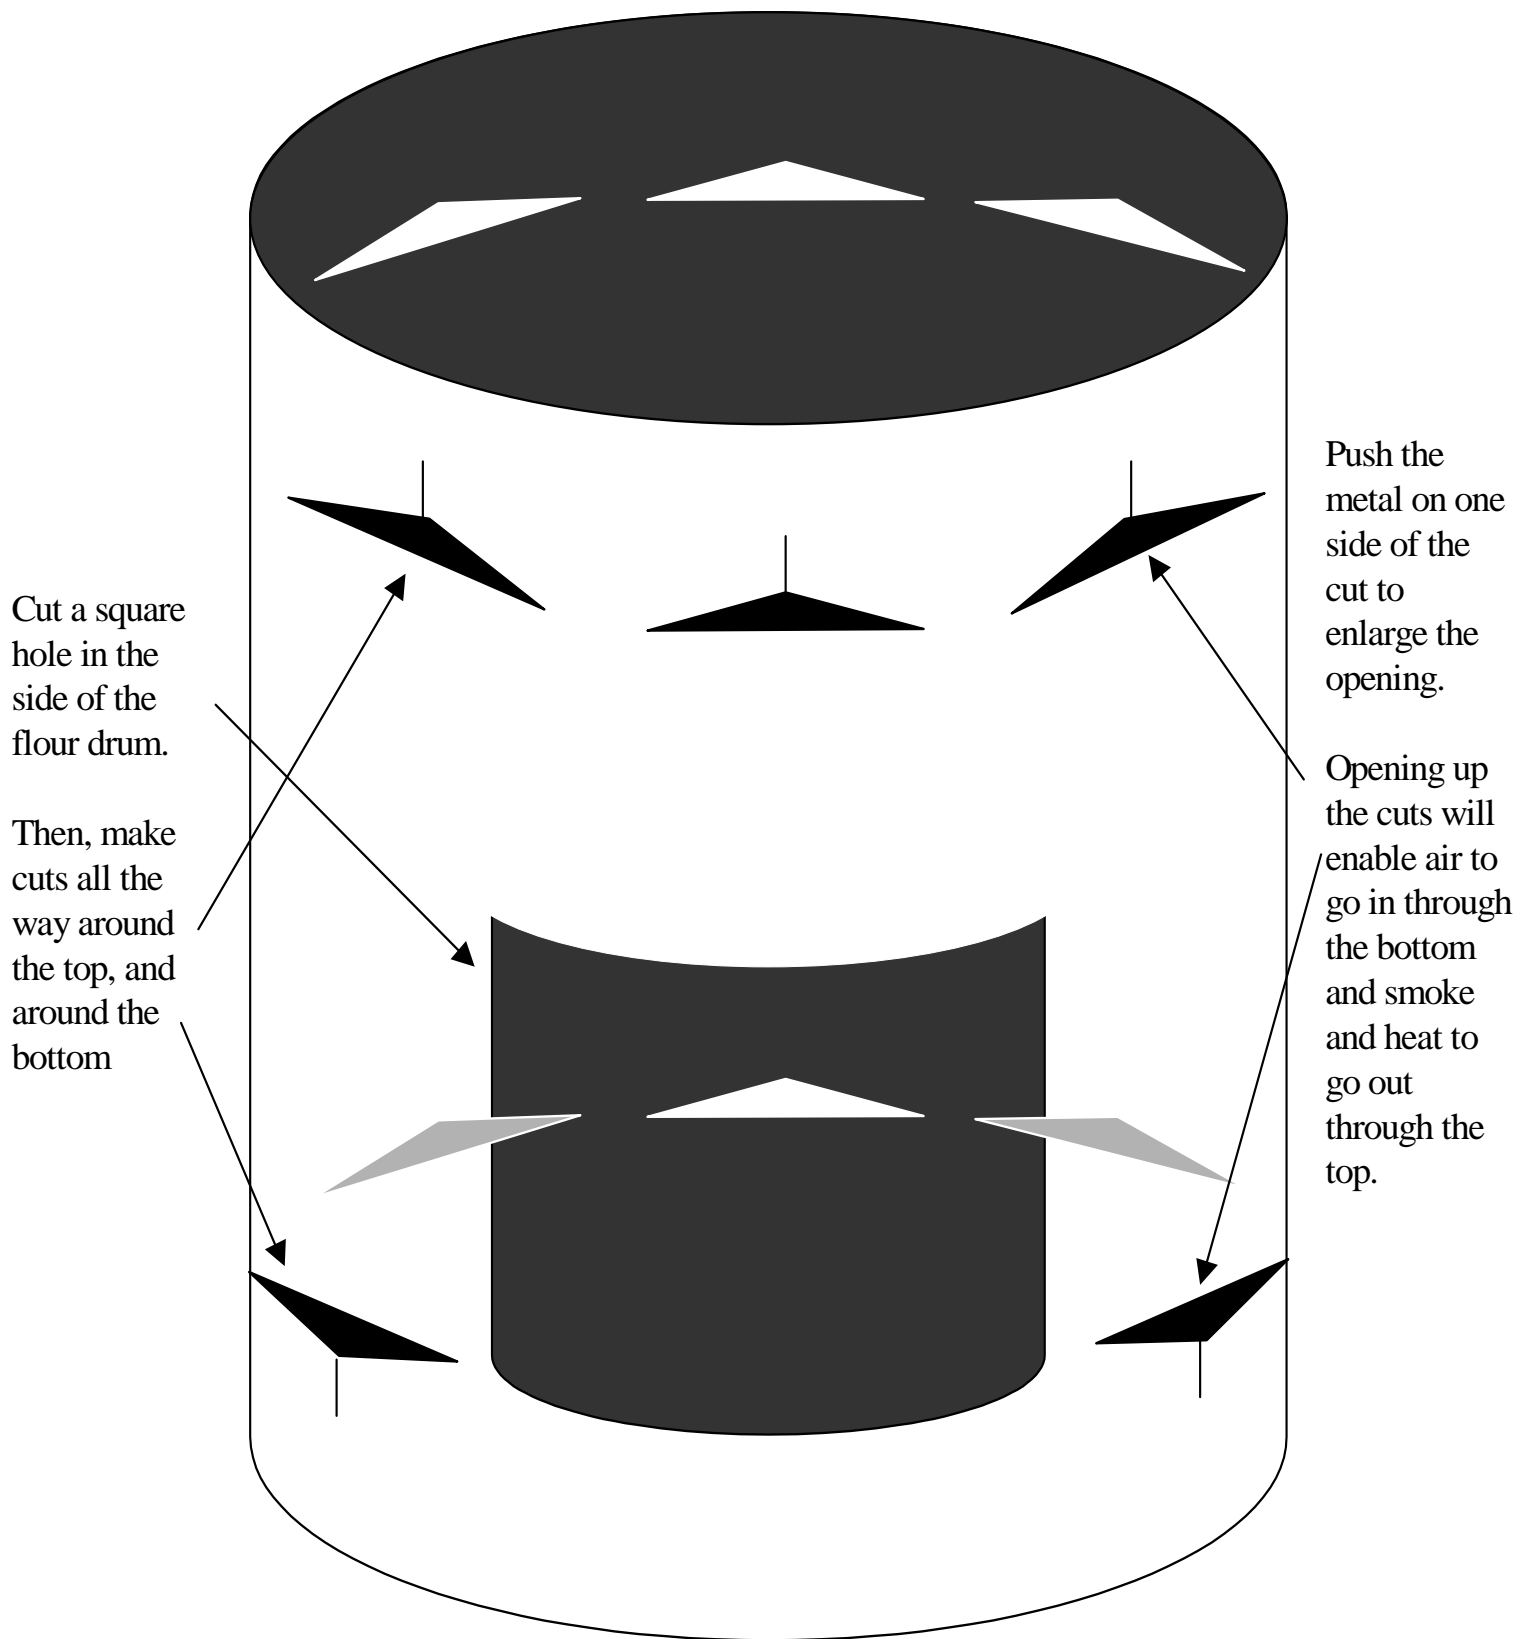 Cut a square
hole in the
side of the
flour drum.
Then, make
cuts all the
way around
the top, and
around the
bottom
Push the
metal on one
side of the
cut to
enlarge the
opening.
Opening up
the cuts will
enable air to
go in through
the bottom
and smoke
and heat to
go out
through the
top.